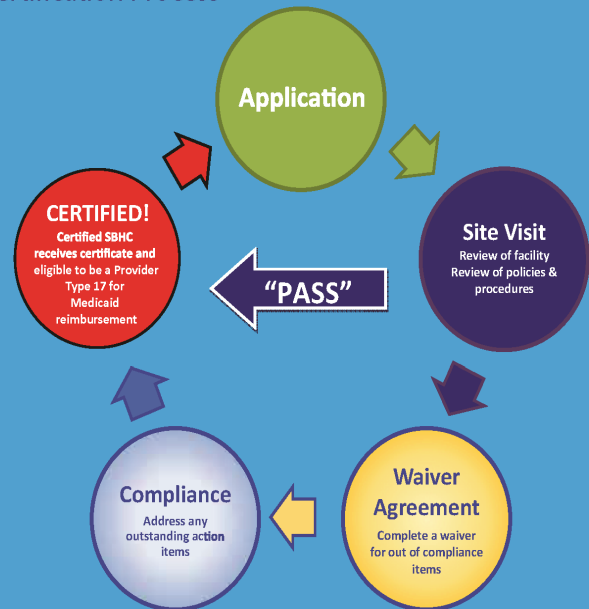 Application
CERTIFIED!
Certified SBHC
receives certificate and
eligible to be a Provider
Type 17 for
Medicaid
reimbursement
"PASS"
Site Visit
Review of facility
Review of policies &
procedures
Waiver
Agreement
Complete a waiver
for out of compliance
items
Compliance
Address any
outstanding action
items